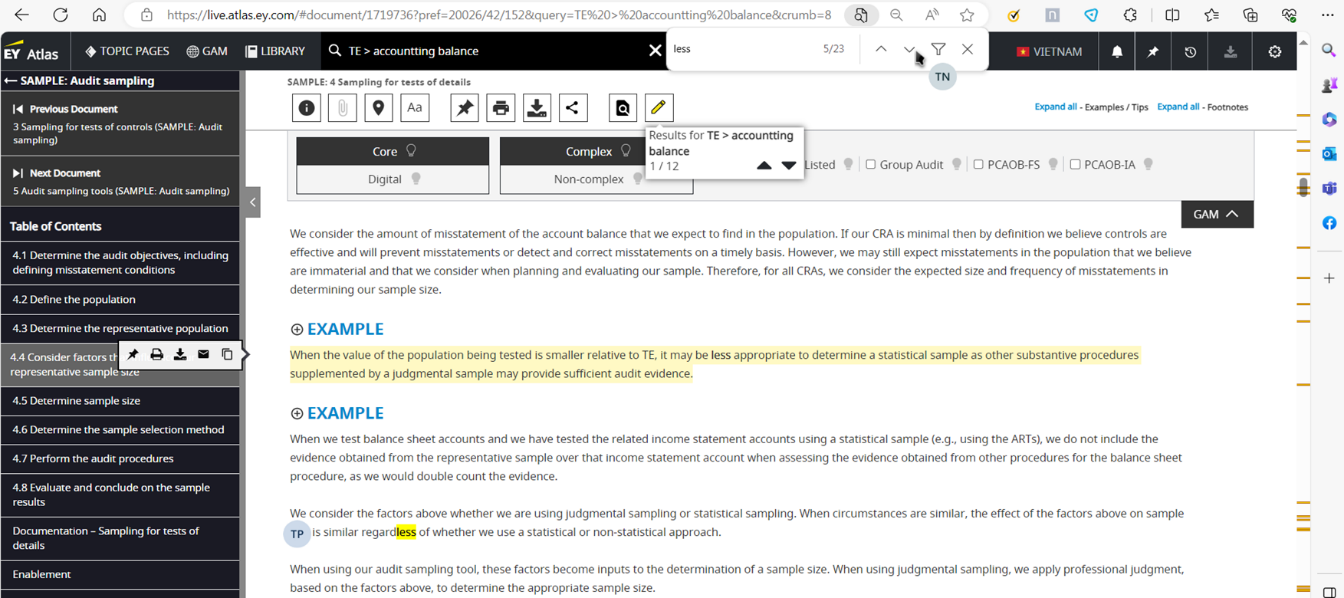 https://live.atlas.ey.com/#document/1719736?pref=20026/42/152&query=TE%20>%20accountting%20balance&crumb=8
EY Atlas
TOPIC PAGES
GAM
LIBRARY
TE > accountting balance
less
5/23
VIETNAM
TN
SAMPLE: Audit sampling
Previous Document
3 Sampling for tests of controls (SAMPLE: Audit
sampling)
Next Document
5 Audit sampling tools (SAMPLE: Audit sampling)
Table of Contents
4.1 Determine the audit objectives, including
defining misstatement conditions
4.2 Define the population
4.3 Determine the representative population
4.4 Consider factors th
representative sample size
4.5 Determine sample size
4.6 Determine the sample selection method
4.7 Perform the audit procedures
4.8 Evaluate and conclude on the sample
results
Documentation – Sampling for tests of
details
Enablement
SAMPLE: 4 Sampling for tests of details
Aa
Expand all - Examples / Tips
Expand all - Footnotes
Results for TE > accountting
balance
1 / 12
Core
Digital
Complex
Non-complex
Listed
Group Audit
PCAOB-FS
PCAOB-IA
GAM
We consider the amount of misstatement of the account balance that we expect to find in the population. If our CRA is minimal then by definition we believe controls are
effective and will prevent misstatements or detect and correct misstatements on a timely basis. However, we may still expect misstatements in the population that we believe
are immaterial and that we consider when planning and evaluating our sample. Therefore, for all CRAs, we consider the expected size and frequency of misstatements in
determining our sample size.
EXAMPLE
When the value of the population being tested is smaller relative to TE, it may be less appropriate to determine a statistical sample as other substantive procedures
supplemented by a judgmental sample may provide sufficient audit evidence.
EXAMPLE
When we test balance sheet accounts and we have tested the related income statement accounts using a statistical sample (e.g., using the ARTs), we do not include the
evidence obtained from the representative sample over that income statement account when assessing the evidence obtained from other procedures for the balance sheet
procedure, as we would double count the evidence.
We consider the factors above whether we are using judgmental sampling or statistical sampling. When circumstances are similar, the effect of the factors above on sample
TP is similar regardless of whether we use a statistical or non-statistical approach.
When using our audit sampling tool, these factors become inputs to the determination of a sample size. When using judgmental sampling, we apply professional judgment,
based on the factors above, to determine the appropriate sample size.